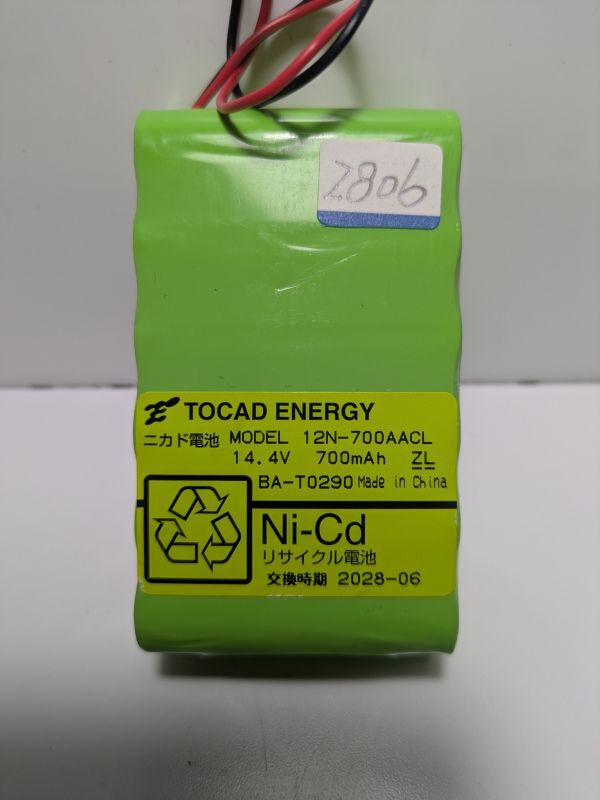 2806
TOCAD ENERGY
ニカド電池 MODEL 12N-700AACL
14.4V 700mAh ZL
BA-T0290 Made in China
Ni-Cd
リサイクル電池
交換時期 2028-06